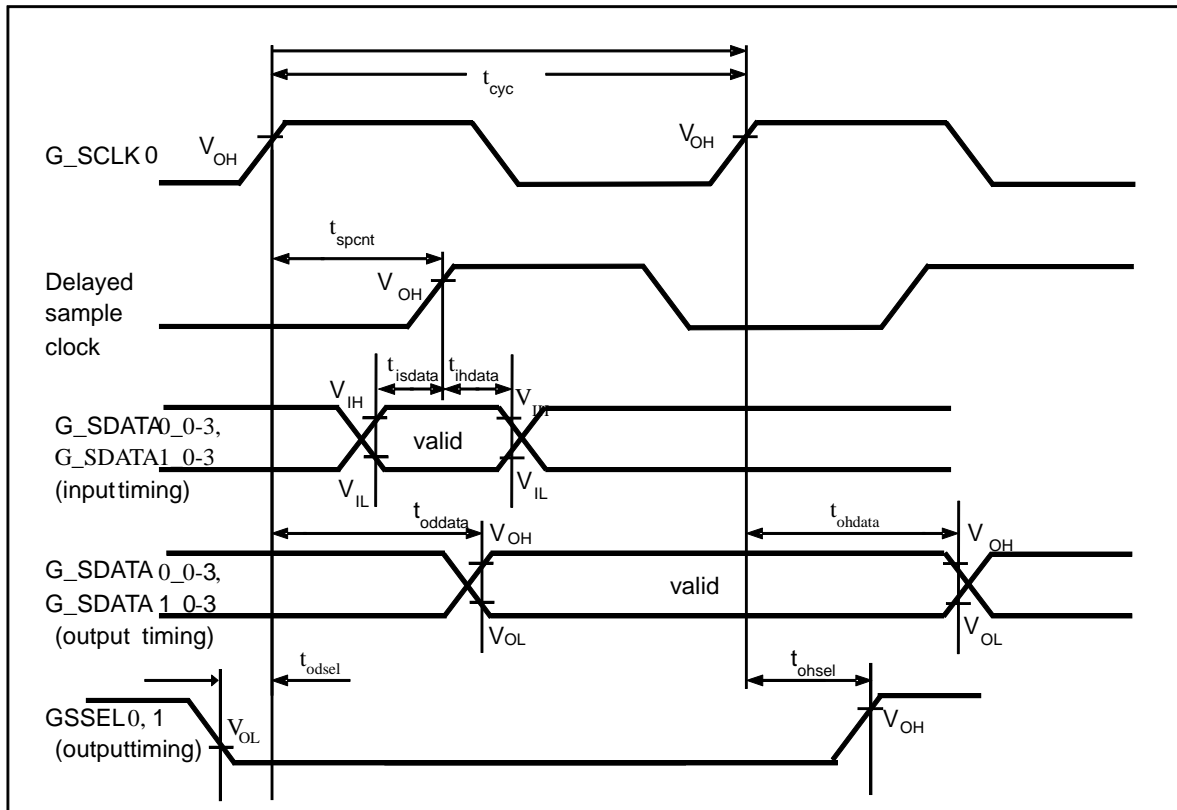 t_cyc
V_OH
V_OH
G_SCLK 0
t_spcnt
V_OH
Delayed
sample
clock
t_isdata
t_ihdata
V_IH
V_IH
G_SDATA0_0-3,
G_SDATA1_0-3
(input timing)
valid
V_IL
V_IL
t_oddata
t_ohdata
V_OH
V_OH
G_SDATA 0_0-3,
G_SDATA 1_0-3
(output timing)
valid
V_OL
V_OL
t_odsel
t_ohsel
GSSEL 0, 1
(outputtiming)
V_OL
V_OH